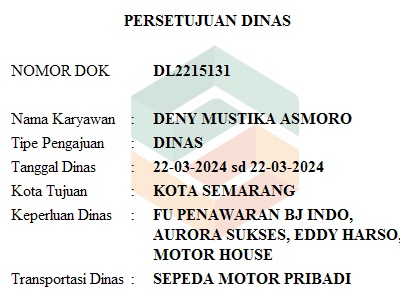 PERSETUJUAN DINAS
NOMOR DOK DL2215131
Nama Karyawan : DENY MUSTIKA ASMORO
Tipe Pengajuan : DINAS
Tanggal Dinas : 22-03-2024 sd 22-03-2024
Kota Tujuan : KOTA SEMARANG
Keperluan Dinas : FU PENAWARAN BJ INDO,
AURORA SUKSES, EDDY HARSO,
MOTOR HOUSE
Transportasi Dinas : SEPEDA MOTOR PRIBADI